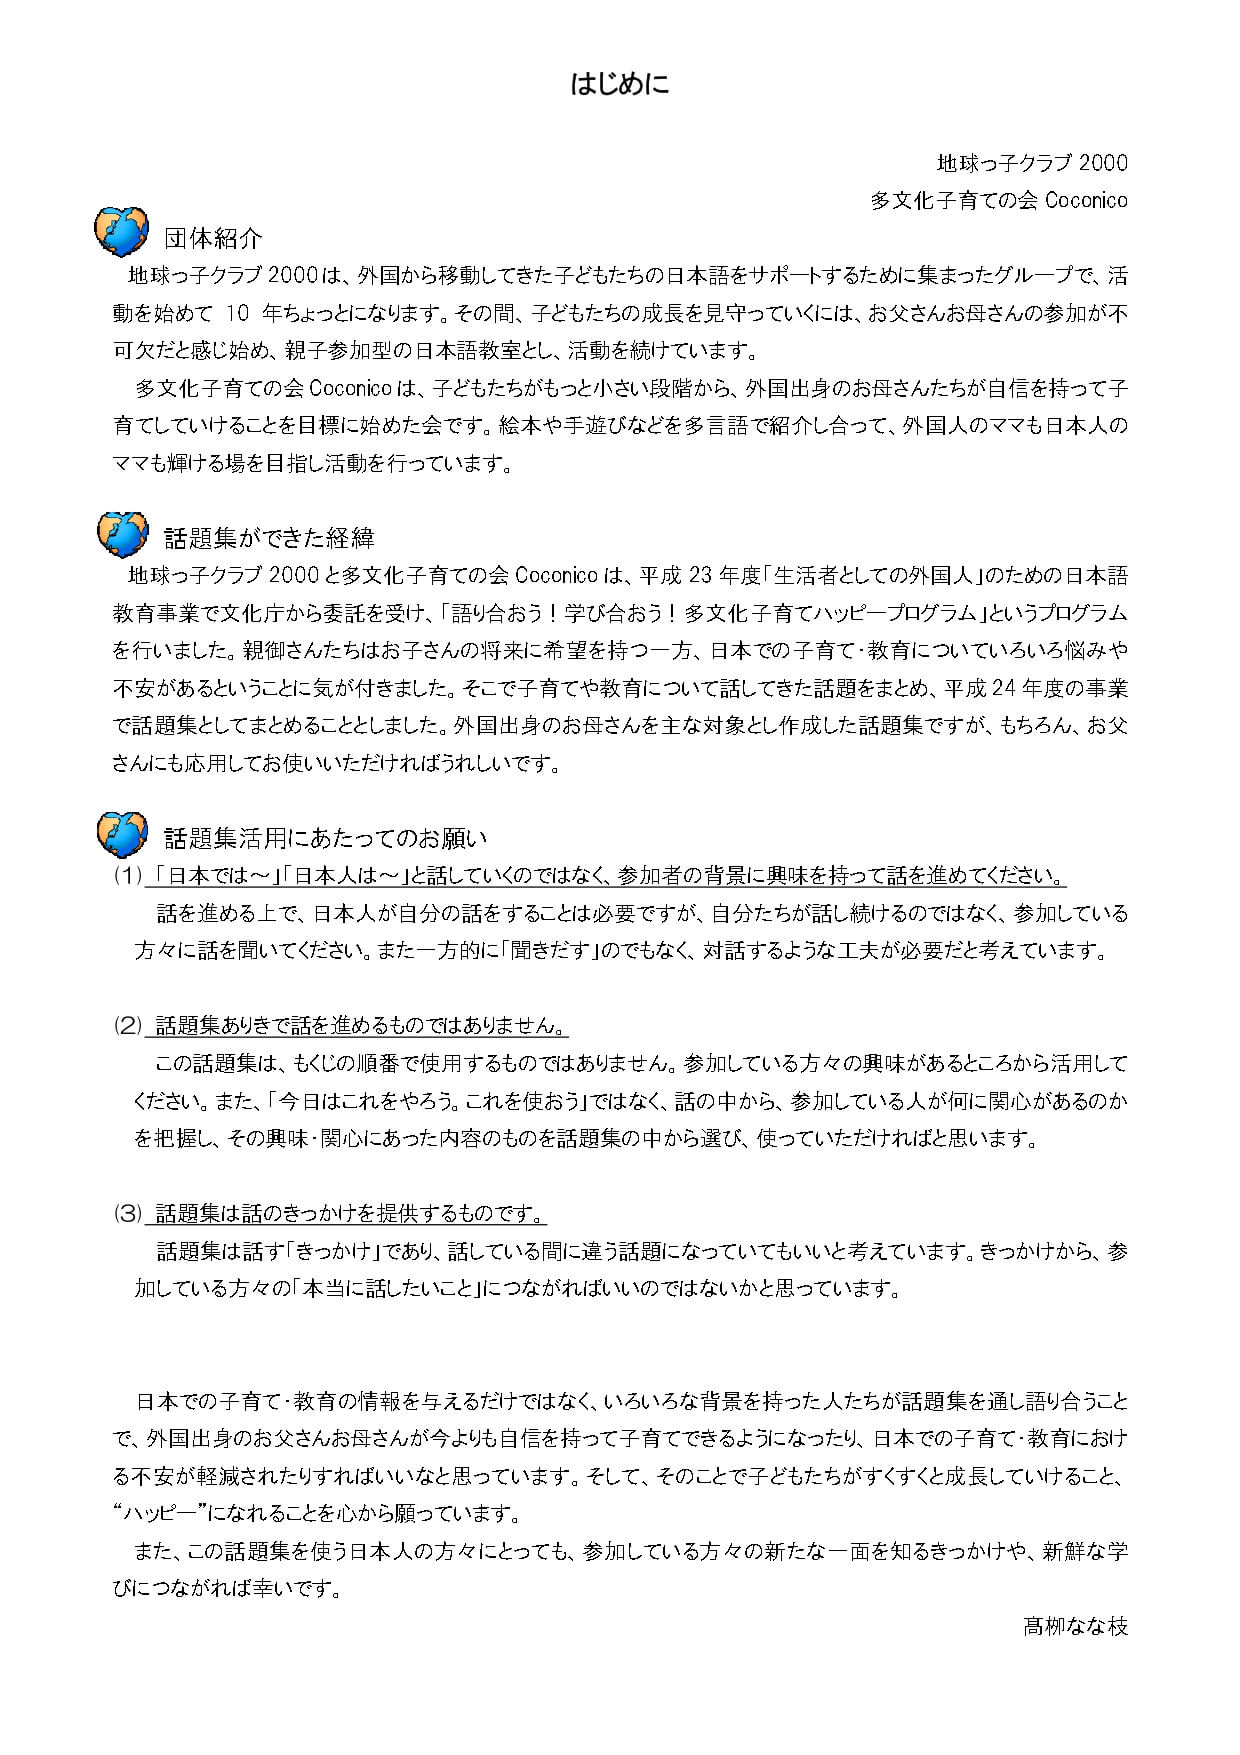 はじめに
地球っ子クラブ 2000
多文化子育ての会 Coconico
団体紹介
地球っ子クラブ 2000 は、外国から移動してきた子どもたちの日本語をサポートするために集まったグループで、活
動を始めて 10 年ちょっとになります。その間、子どもたちの成長を見守っていくには、お父さんお母さんの参加が不
可欠だと感じ始め、親子参加型の日本語教室とし、活動を続けています。
多文化子育ての会 Coconico は、子どもたちがもっと小さい段階から、外国出身のお母さんたちが自信を持って子
育てしていけることを目標に始めた会です。絵本や手遊びなどを多言語で紹介し合って、外国人のママも日本人の
ママも輝ける場を目指し活動を行っています。
話題集ができた経緯
地球っ子クラブ 2000 と多文化子育ての会 Coconico は、平成 23 年度「生活者としての外国人」のための日本語
教育事業で文化庁から委託を受け、「語り合おう！学び合おう！多文化子育てハッピープログラム」というプログラム
を行いました。親御さんたちはお子さんの将来に希望を持つ一方、日本での子育て・教育についていろいろ悩みや
不安があるということに気が付きました。そこで子育てや教育について話してきた話題をまとめ、平成 24 年度の事業
で話題集としてまとめることとしました。外国出身のお母さんを主な対象とし作成した話題集ですが、もちろん、お父
さんにも応用してお使いいただければうれしいです。
話題集活用にあたってのお願い
(1) 「日本では～」「日本人は～」と話していくのではなく、参加者の背景に興味を持って話を進めてください。
話を進める上で、日本人が自分の話をすることは必要ですが、自分たちが話し続けるのではなく、参加している
方々に話を聞いてください。また一方的に「聞きだす」のでもなく、対話するような工夫が必要だと考えています。
(2) 話題集ありきで話を進めるものではありません。
この話題集は、もくじの順番で使用するものではありません。参加している方々の興味があるところから活用して
ください。また、「今日はこれをやろう。これを使おう」ではなく、話の中から、参加している人が何に関心があるのか
を把握し、その興味・関心にあった内容のものを話題集の中から選び、使っていただければと思います。
(3) 話題集は話のきっかけを提供するものです。
話題集は話す「きっかけ」であり、話している間に違う話題になっていてもいいと考えています。きっかけから、参
加している方々の「本当に話したいこと」につながればいいのではないかと思っています。
日本での子育て・教育の情報を与えるだけではなく、いろいろな背景を持った人たちが話題集を通し語り合うこと
で、外国出身のお父さんお母さんが今よりも自信を持って子育てできるようになったり、日本での子育て・教育におけ
る不安が軽減されたりすればいいなと思っています。そして、そのことで子どもたちがすくすくと成長していけること、
“ハッピー”になれることを心から願っています。
また、この話題集を使う日本人の方々にとっても、参加している方々の新たな一面を知るきっかけや、新鮮な学
びにつながれば幸いです。
髙栁なな枝